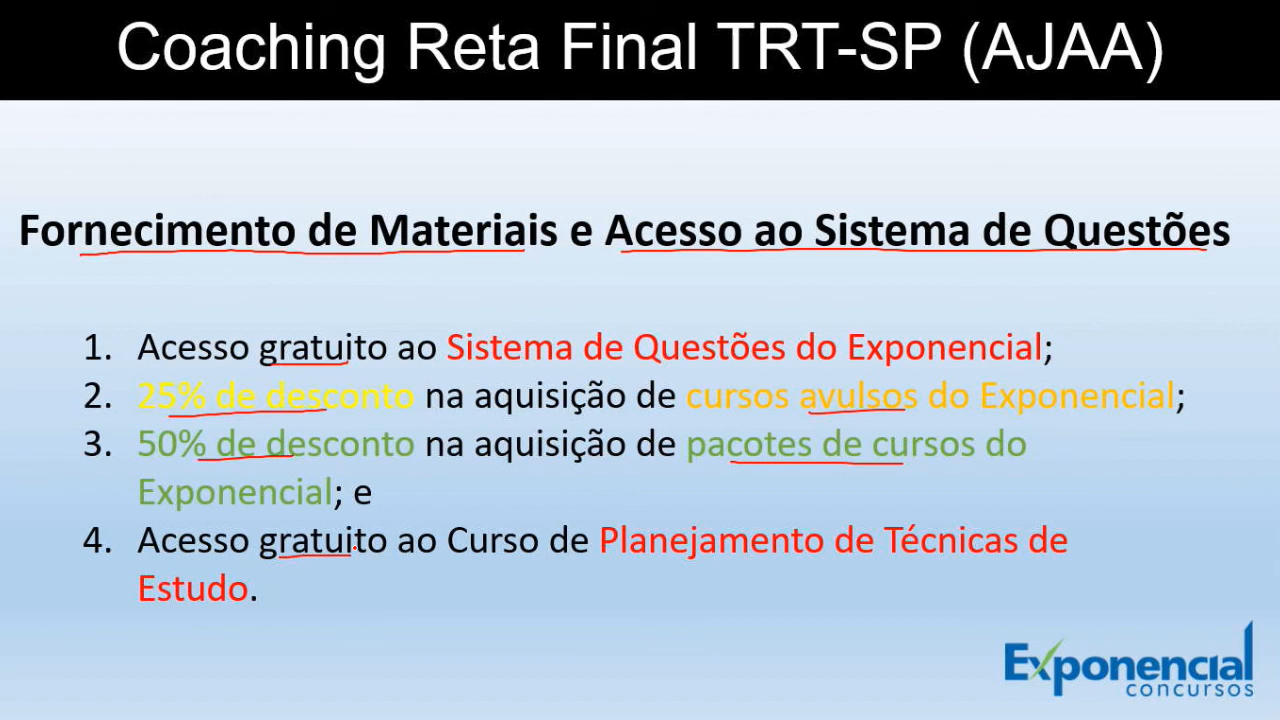 Coaching Reta Final TRT-SP (AJAA)
Fornecimento de Materiais e Acesso ao Sistema de Questões
1. Acesso gratuito ao Sistema de Questões do Exponencial;
2. 25% de desconto na aquisição de cursos avulsos do Exponencial;
3. 50% de desconto na aquisição de pacotes de cursos do
Exponencial; e
4. Acesso gratuito ao Curso de Planejamento de Técnicas de
Estudo.
Exponencial
concursos